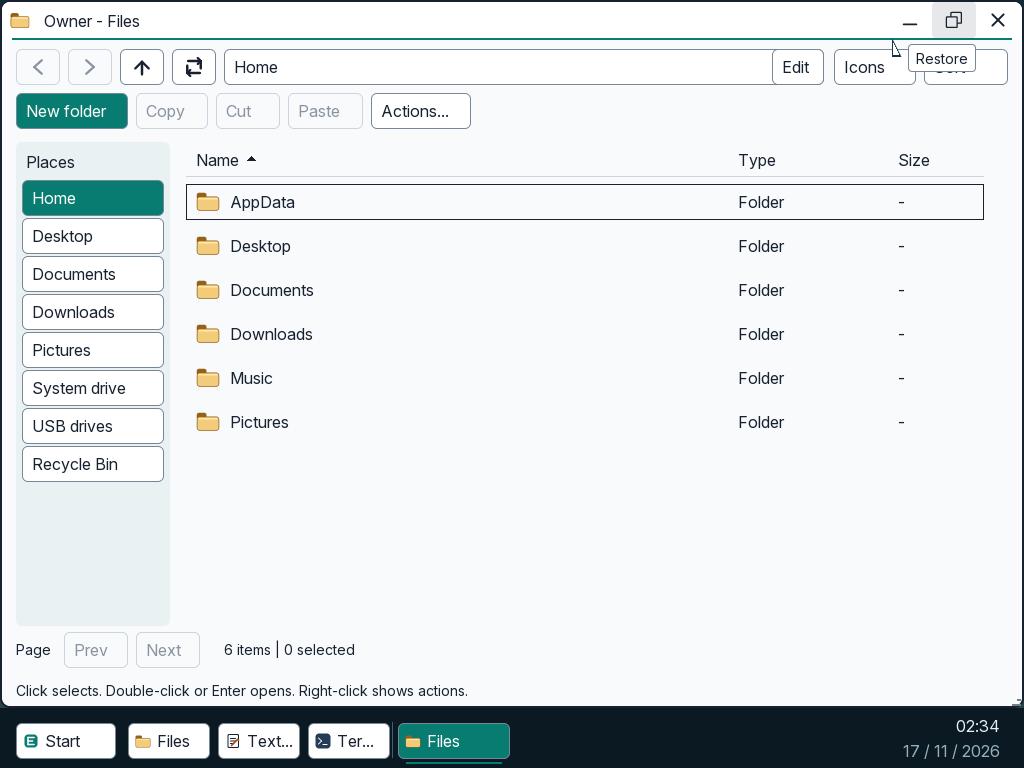 Owner - Files
Home
Edit
Icons
Restore
New folder
Copy
Cut
Paste
Actions...
Places
Home
Desktop
Documents
Downloads
Pictures
System drive
USB drives
Recycle Bin
Name Type Size
AppData Folder -
Desktop Folder -
Documents Folder -
Downloads Folder -
Music Folder -
Pictures Folder -
Page Prev Next 6 items | 0 selected
Click selects. Double-click or Enter opens. Right-click shows actions.
Start
Files
Text...
Ter...
Files
02:34
17 / 11 / 2026